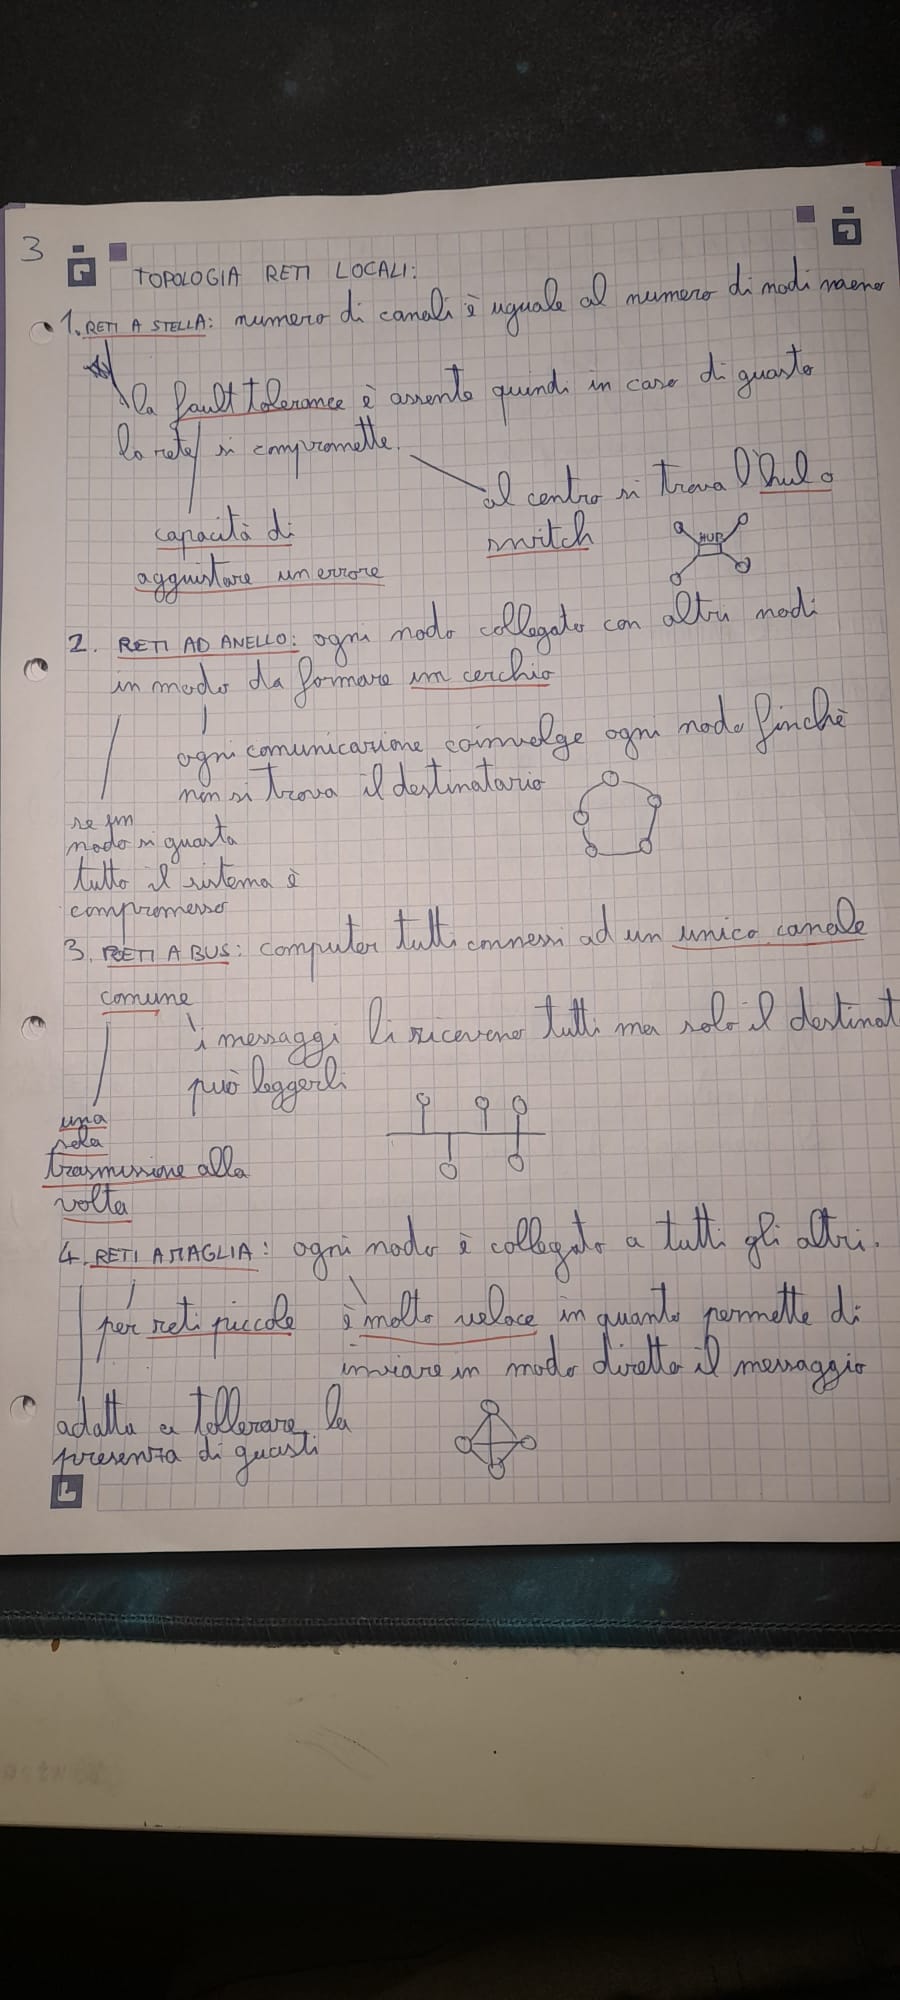 3
TOPOLOGIA RETI LOCALI:
1. RETI A STELLA: numero di canali è uguale al numero di nodi meno
la fault tolerance è assente quindi in caso di guasto
la rete si compromette.
al centro si trova l'hub o
switch
capacità di
aggiustare un errore
HUB
2. RETI AD ANELLO: ogni nodo collegato con altri nodi
in modo da formare un cerchio
ogni comunicazione coinvolge ogni nodo finchè
non si trova il destinatario
se un
nodo si guasta
tutto il sistema è
compromesso
3. RETI A BUS: computer tutti connessi ad un unico canale
comune
i messaggi li ricevono tutti ma solo il destinat
può leggerli
una
sola
trasmissione alla
volta
4. RETI A MAGLIA: ogni nodo è collegato a tutti gli altri.
per reti piccole è molto veloce in quanto permette di
inviare in modo diretto il messaggio
adatta a tollerare la
presenza di guasti